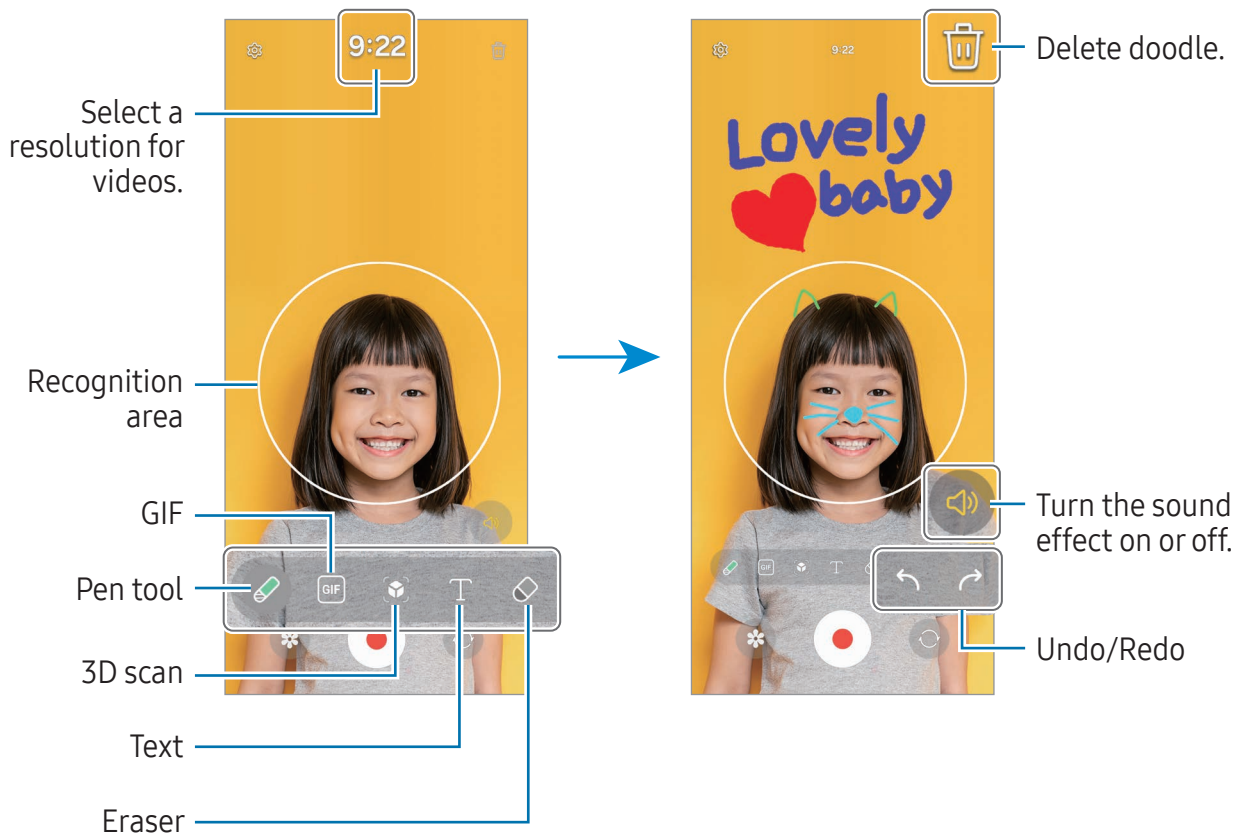 9:22
Select a
resolution for
videos.
Recognition
area
GIF
Pen tool
GIF
3D scan
Text
Eraser
9:22
Delete doodle.
Lovely
baby
Turn the sound
effect on or off.
GIF
Undo/Redo